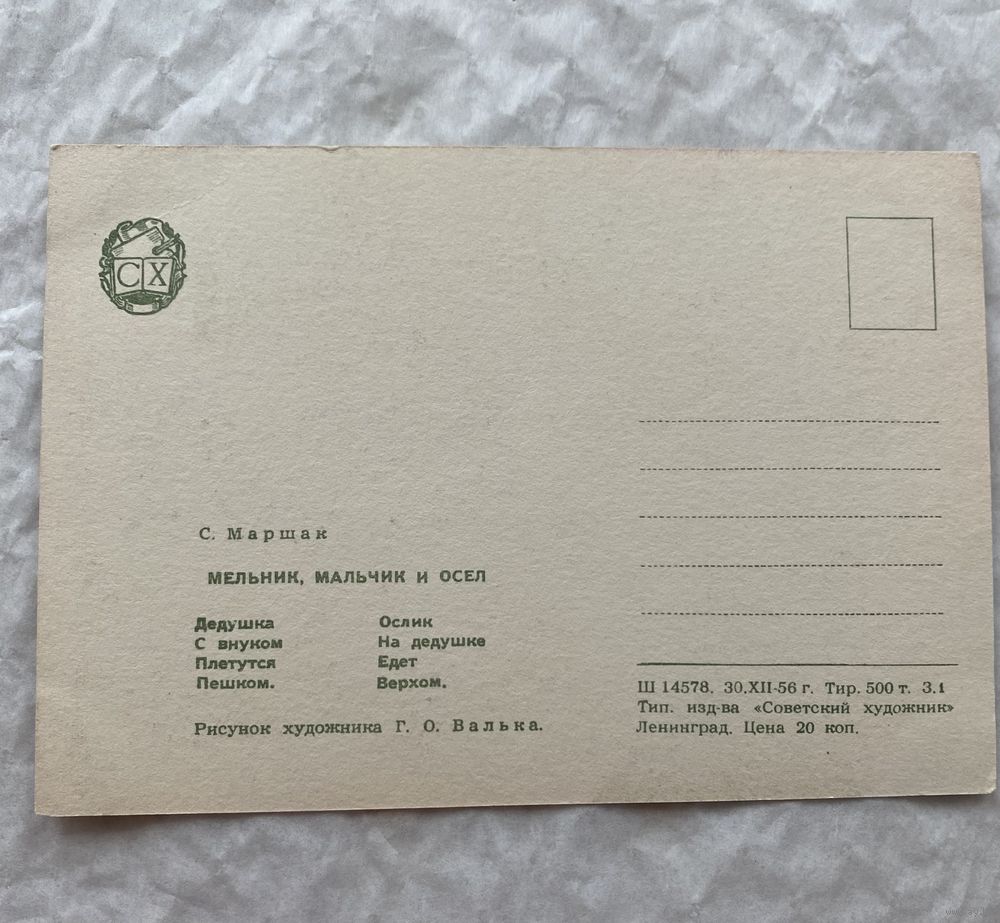 СХ
С. Маршак
МЕЛЬНИК, МАЛЬЧИК И ОСЕЛ
Дедушка
С внуком
Плетутся
Пешком.
Ослик
На дедушке
Едет
Верхом.
Рисунок художника Г. О. Валька.
Ш 14578. 30.XII-56 г. Тир. 500 т. З.1
Тип. изд-ва «Советский художник»
Ленинград. Цена 20 коп.